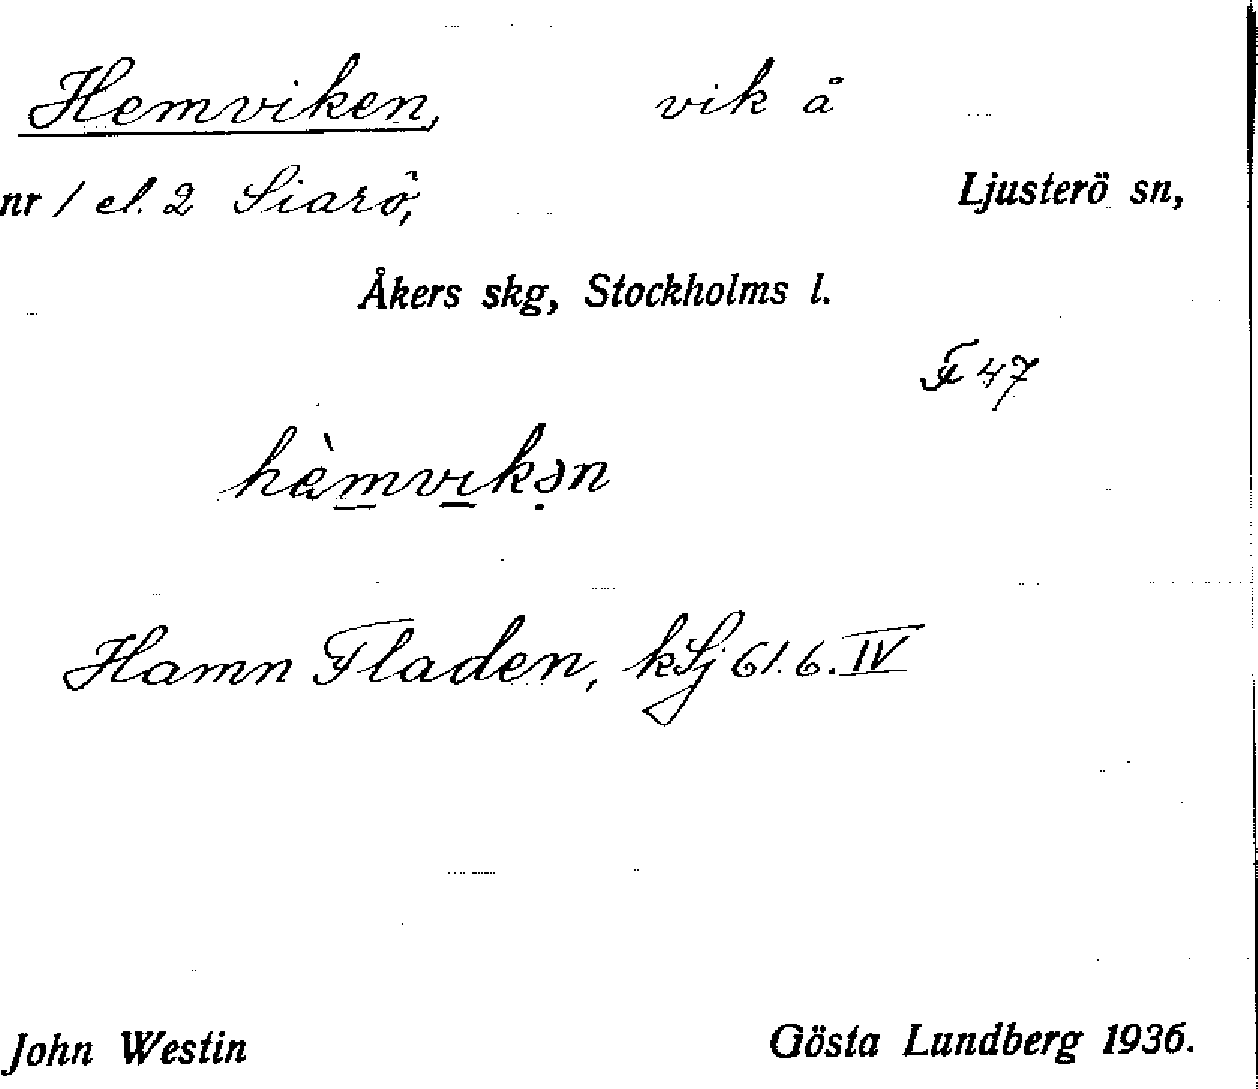 Hemviken, vik å
nr 1 el. 2 Siarö, Ljusterö sn,
Åkers skg, Stockholms l.
F 47
hèmvikən
Hamn Fladen, kSj 61.6.IV
John Westin Gösta Lundberg 1936.